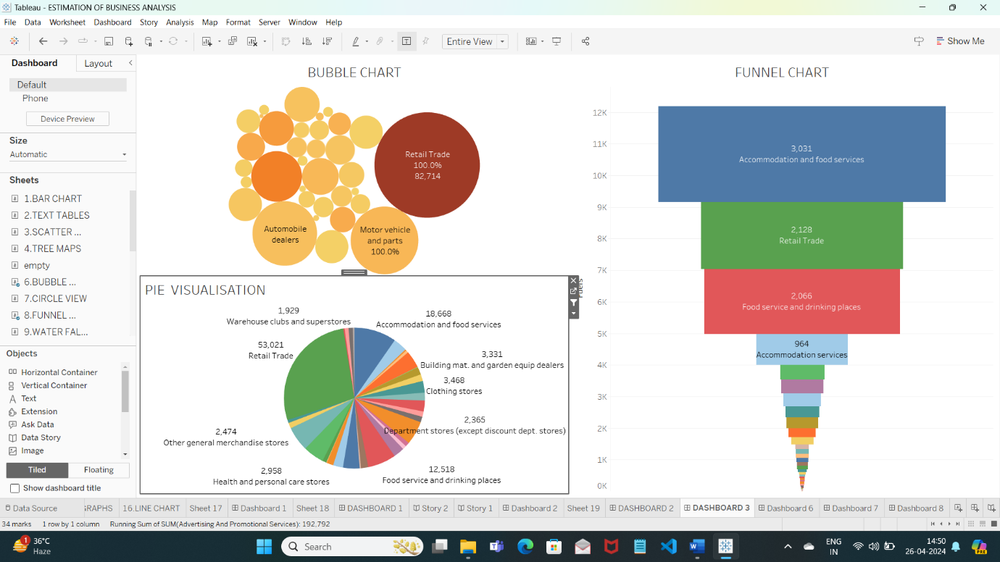 Tableau - ESTIMATION OF BUSINESS ANALYSIS
File Data Worksheet Dashboard Story Analysis Map Format Server Window Help
Entire View
Show Me
Dashboard
Layout
Default
Phone
Device Preview
Size
Automatic
Sheets
1.BAR CHART
2.TEXT TABLES
3.SCATTER ...
4.TREE MAPS
empty
6.BUBBLE ...
7.CIRCLE VIEW
8.FUNNEL ...
9.WATER FAL...
Objects
Horizontal Container
Vertical Container
Text
Extension
Ask Data
Data Story
Image
Tiled
Floating
Show dashboard title
BUBBLE CHART
Retail Trade
100.0%
82,714
Automobile
dealers
Motor vehicle
and parts
100.0%
PIE VISUALISATION
1,929
Warehouse clubs and superstores
18,668
Accommodation and food services
53,021
Retail Trade
3,331
Building mat. and garden equip dealers
3,468
Clothing stores
2,365
Department stores (except discount dept. stores)
2,474
Other general merchandise stores
2,958
Health and personal care stores
12,518
Food service and drinking places
FUNNEL CHART
12K
11K
10K
9K
8K
7K
6K
5K
4K
3K
2K
1K
0K
3,031
Accommodation and food services
2,128
Retail Trade
2,066
Food service and drinking places
964
Accommodation services
Data Source
RAPHS
16.LINE CHART
Sheet 17
Dashboard 1
Sheet 18
DASHBOARD 1
Story 2
Story 1
Dashboard 2
Sheet 19
DASHBOARD 2
DASHBOARD 3
Dashboard 6
Dashboard 7
Dashboard 8
34 marks 1 row by 1 column Running Sum of SUM(Advertising And Promotional Services): 192,792
1
36°C
Haze
Search
ENG
IN
14:50
26-04-2024
PRE